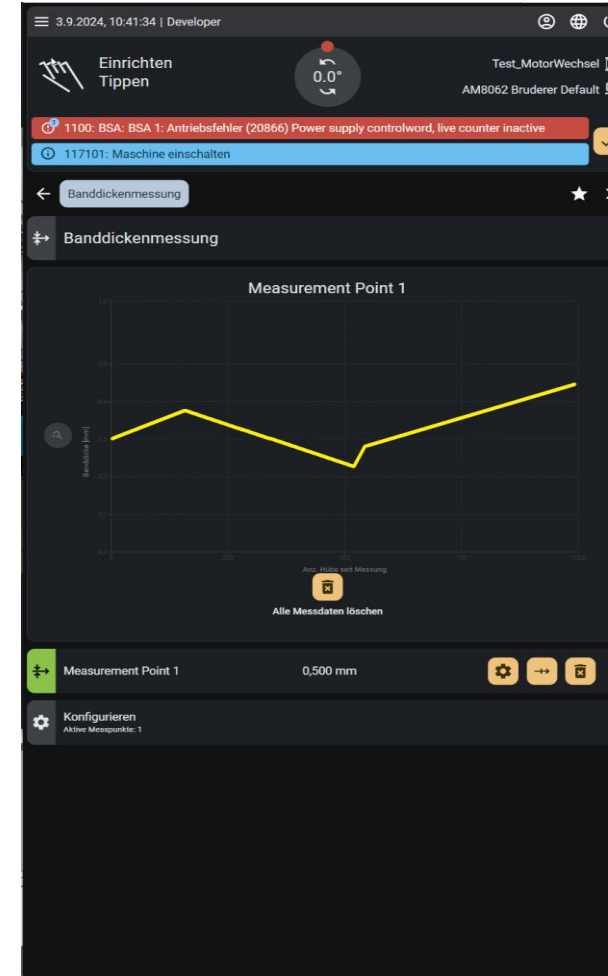 3.9.2024, 10:41:34 | Developer
Einrichten
Tippen
0.0°
Test_MotorWechsel
AM8062 Bruderer Default
1100: BSA: BSA 1: Antriebsfehler (20866) Power supply controlword, live counter inactive
117101: Maschine einschalten
Banddickenmessung
Banddickenmessung
Measurement Point 1
Banddicke [mm]
Anz. Hübe seit Messung
Alle Messdaten löschen
Measurement Point 1
0,500 mm
Konfigurieren
Aktive Messpunkte: 1